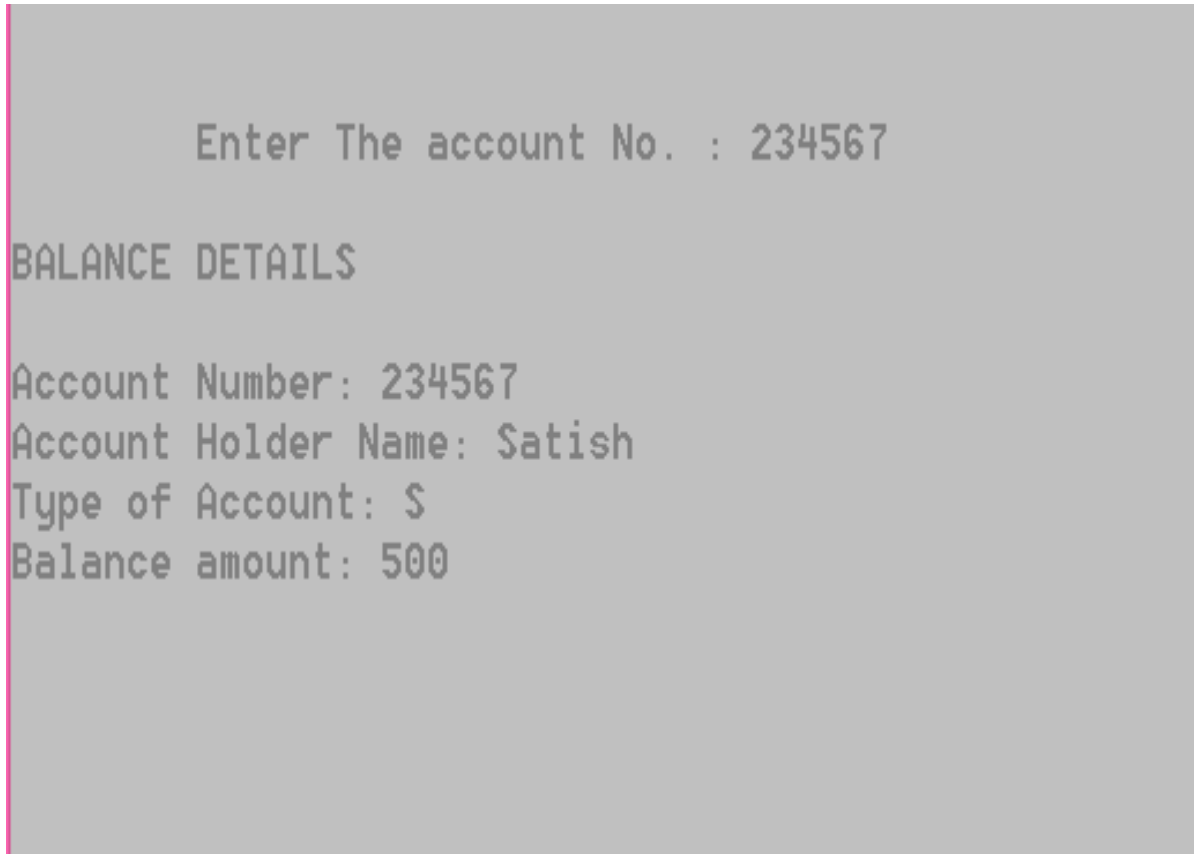 Enter The account No. : 234567
BALANCE DETAILS
Account Number: 234567
Account Holder Name: Satish
Type of Account: S
Balance amount: 500